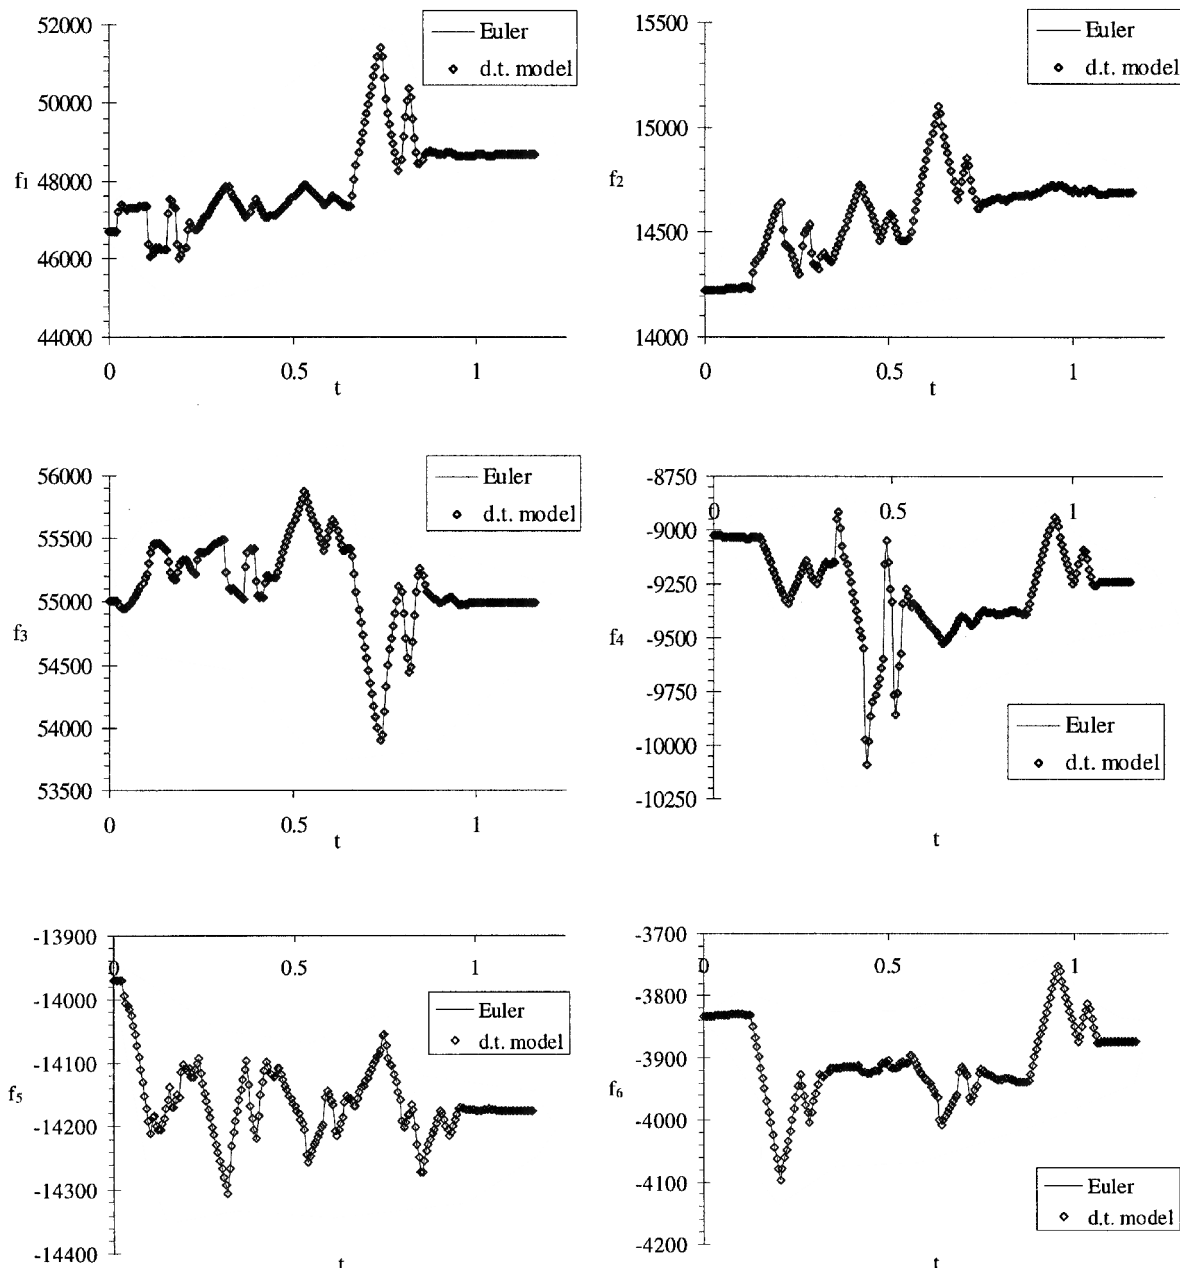 52000
50000
48000
46000
44000
f1
0
0.5
1
t
Euler
d.t. model
15500
15000
14500
14000
f2
0
0.5
1
t
Euler
d.t. model
56000
55500
55000
54500
54000
53500
f3
0
0.5
1
t
Euler
d.t. model
-8750
-9000
-9250
-9500
-9750
-10000
-10250
f4
0
0.5
1
t
Euler
d.t. model
-13900
-14000
-14100
-14200
-14300
-14400
f5
0
0.5
1
t
Euler
d.t. model
-3700
-3800
-3900
-4000
-4100
-4200
f6
0
0.5
1
t
Euler
d.t. model